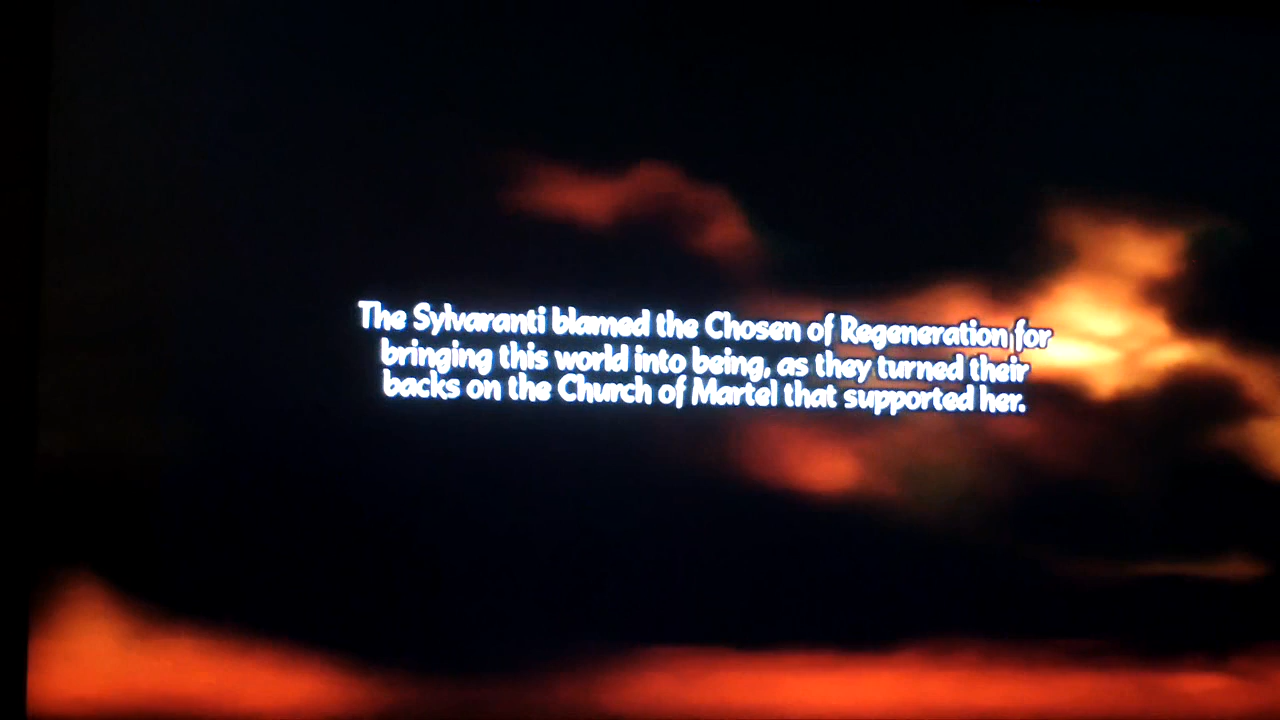 The Sylvaranti blamed the Chosen of Regeneration for
bringing this world into being, as they turned their
backs on the Church of Martel that supported her.